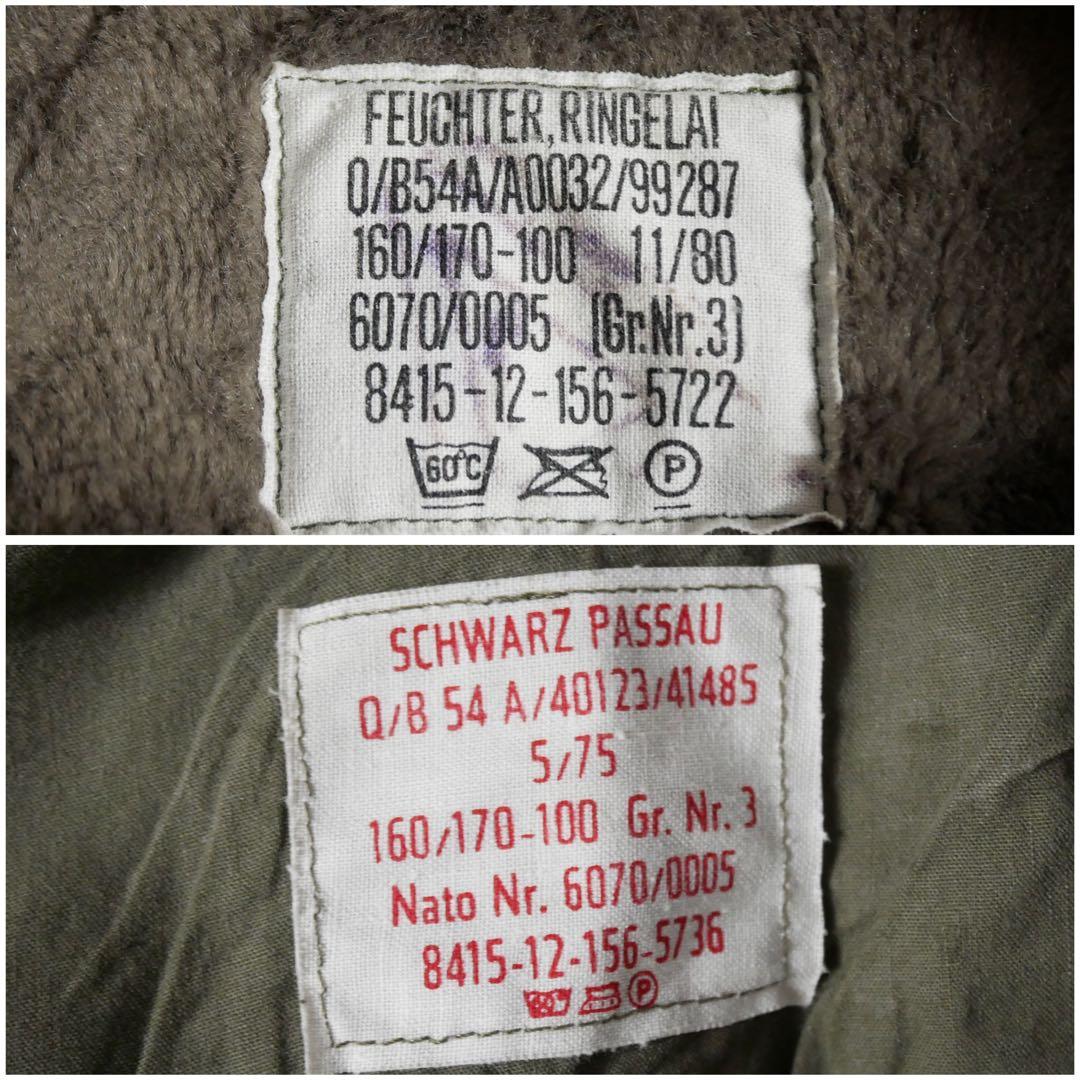 FEUCHTER, RINGELAI
Q/B54A/A0032/99287
160/170-100 11/80
6070/0005 (Gr.Nr.3)
8415-12-156-5722
60°C P
SCHWARZ PASSAU
Q/B 54 A/40123/41485
5/75
160/170-100 Gr. Nr. 3
Nato Nr. 6070/0005
8415-12-156-5736
P